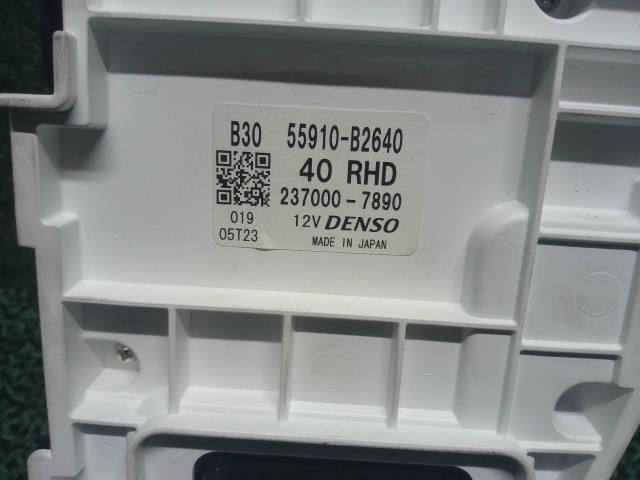 B30 55910-B2640
40 RHD
237000-7890
019 12V DENSO
05T23 MADE IN JAPAN